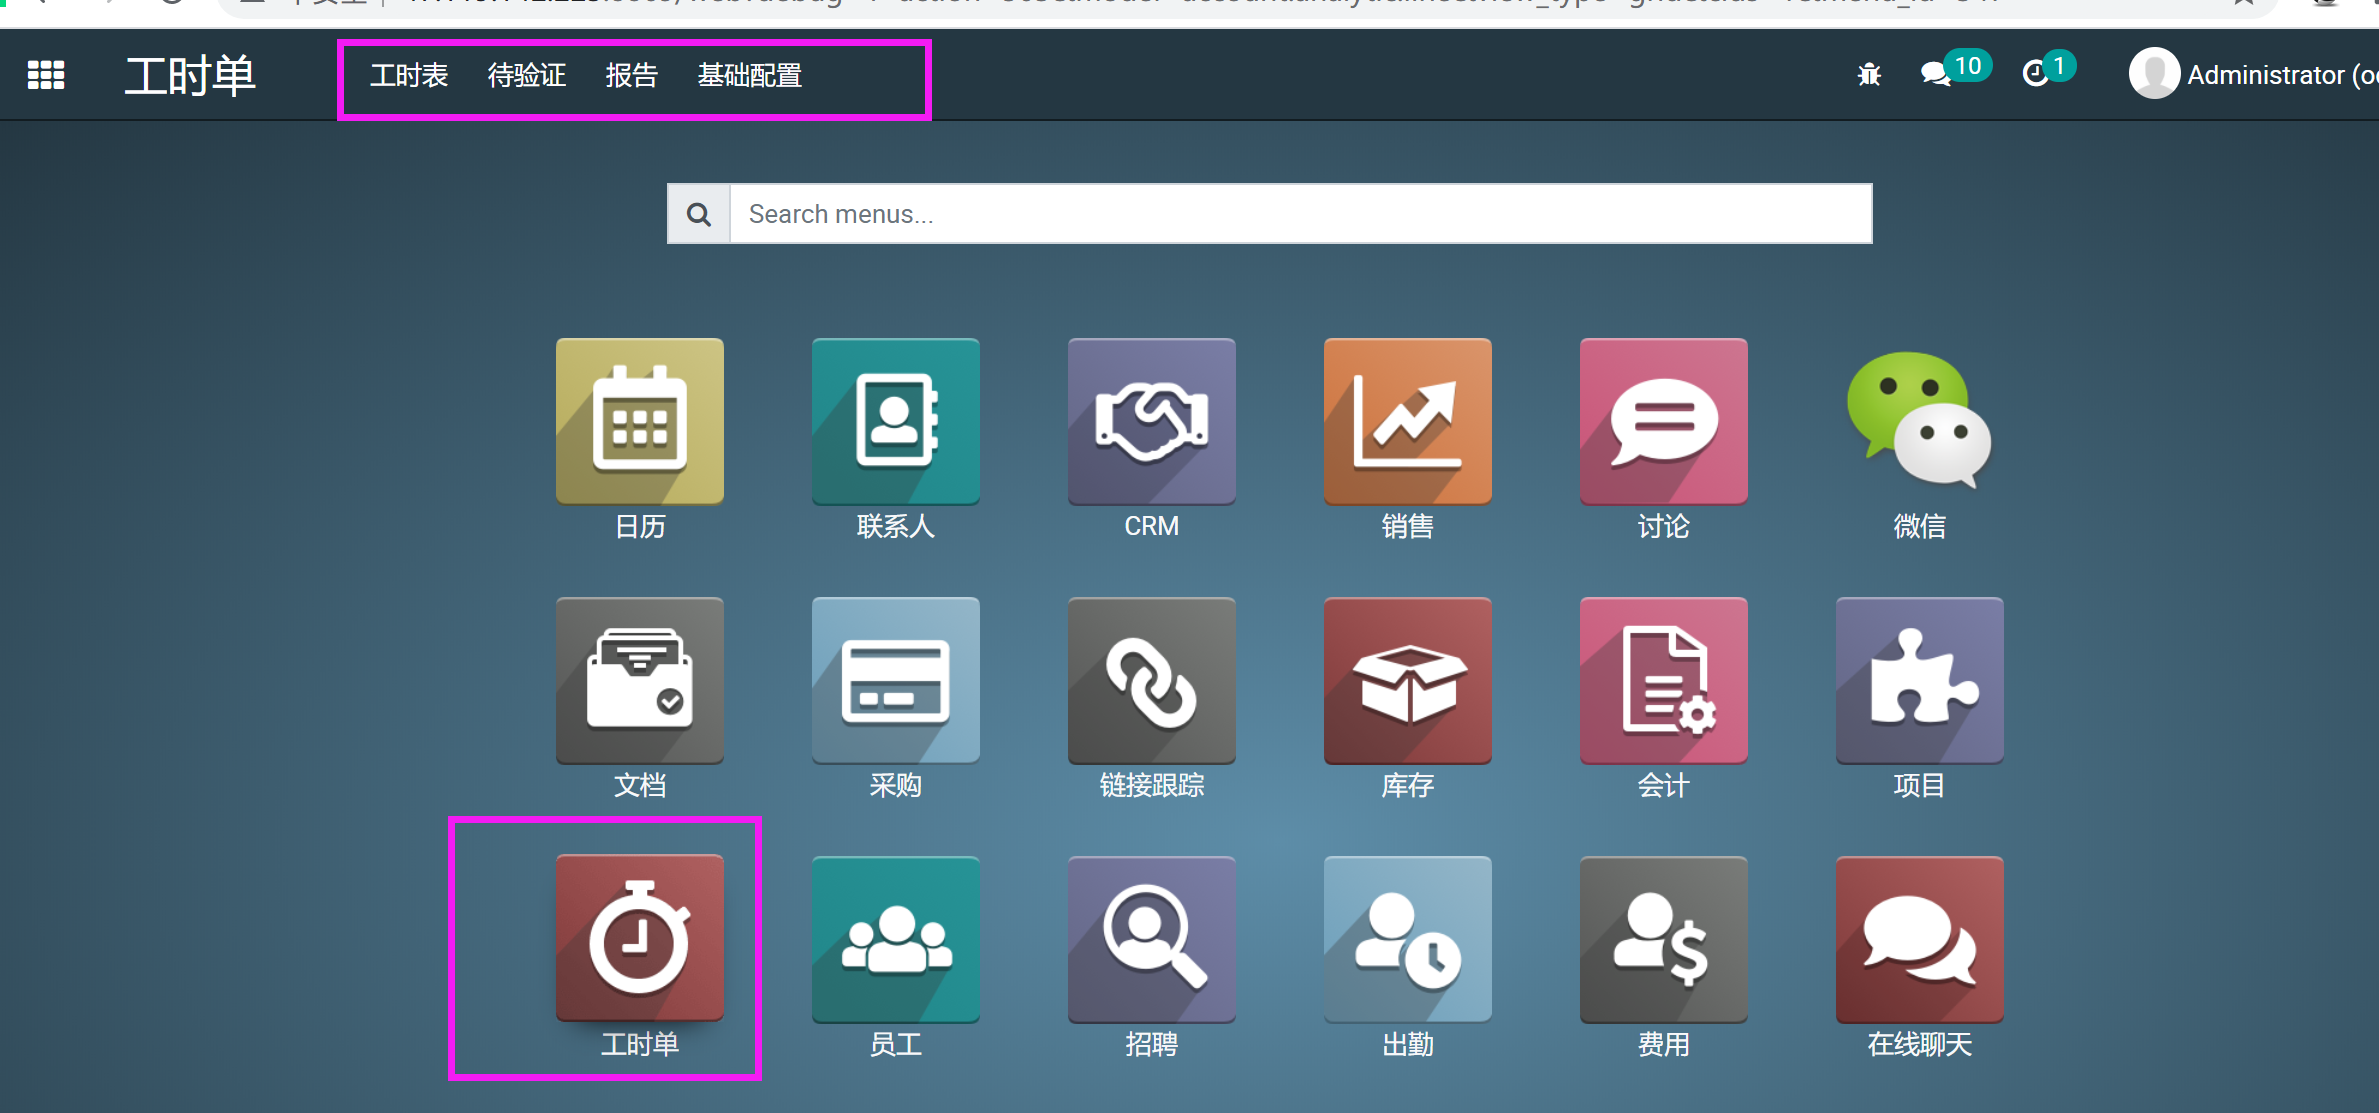 工时单 工时表 待验证 报告 基础配置 10 1 Administrator
Search menus...
日历 联系人 CRM 销售 讨论 微信
文档 采购 链接跟踪 库存 会计 项目
工时单 员工 招聘 出勤 费用 在线聊天